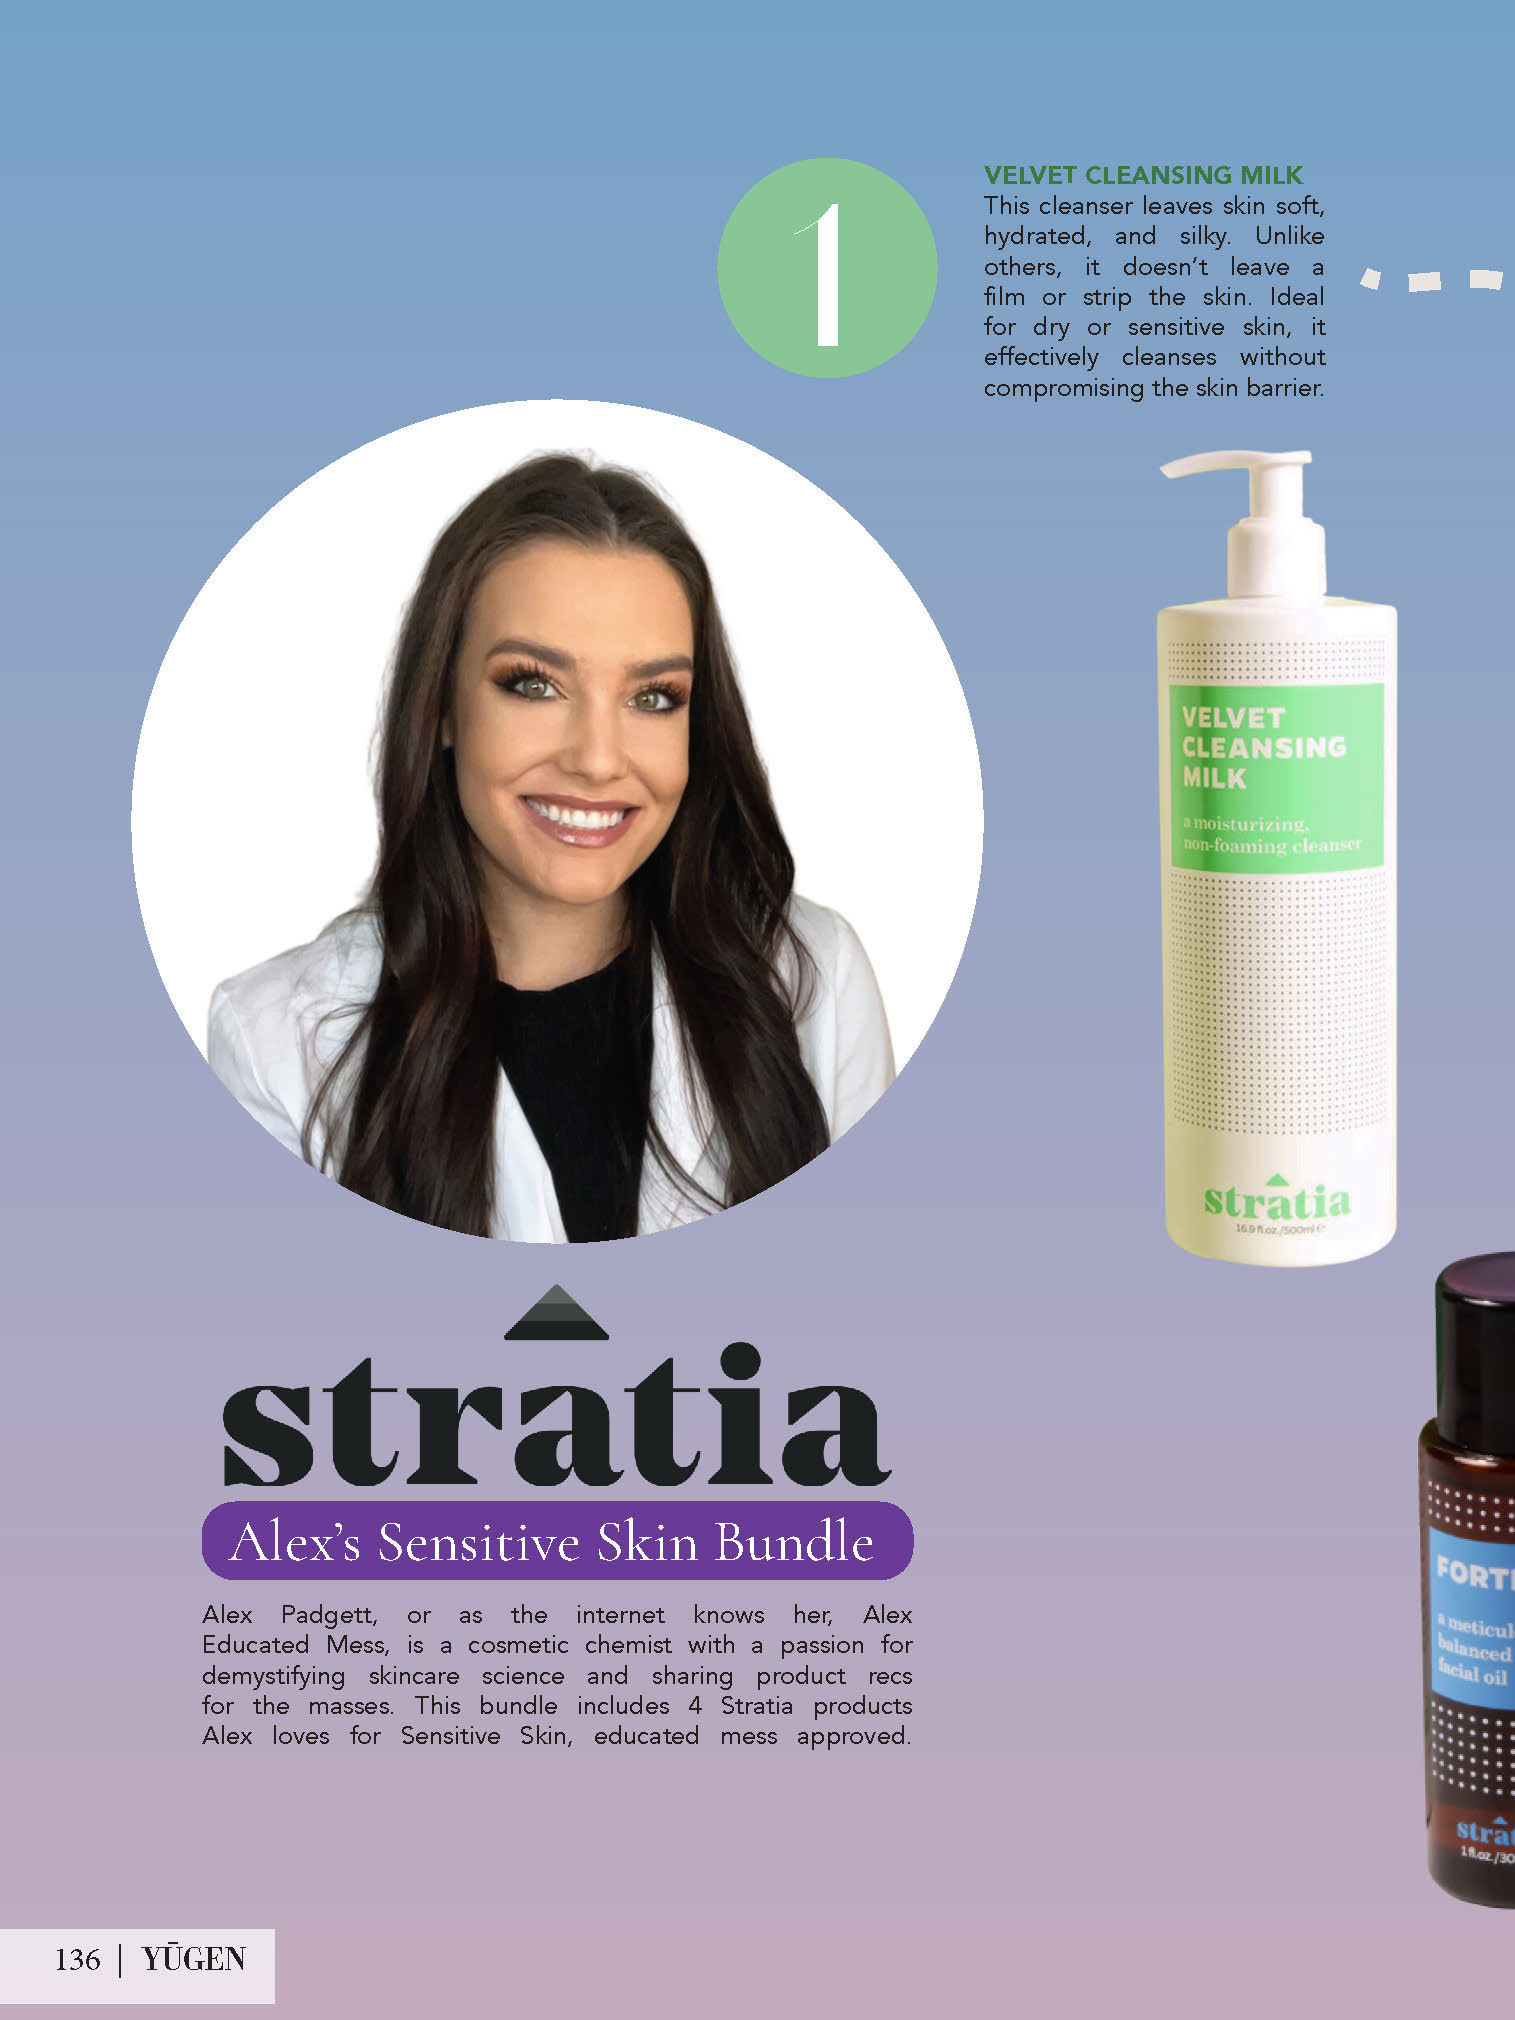 1
VELVET CLEANSING MILK
This cleanser leaves skin soft,
hydrated, and silky. Unlike
others, it doesn’t leave a
film or strip the skin. Ideal
for dry or sensitive skin, it
effectively cleanses without
compromising the skin barrier.
VELVET
CLEANSING
MILK
a moisturizing,
non-foaming cleanser
stratia
16.9 fl.oz./500ml ℮
stratia
Alex’s Sensitive Skin Bundle
Alex Padgett, or as the internet knows her, Alex
Educated Mess, is a cosmetic chemist with a passion for
demystifying skincare science and sharing product recs
for the masses. This bundle includes 4 Stratia products
Alex loves for Sensitive Skin, educated mess approved.
balanced
facial oil
136 | YŪGEN